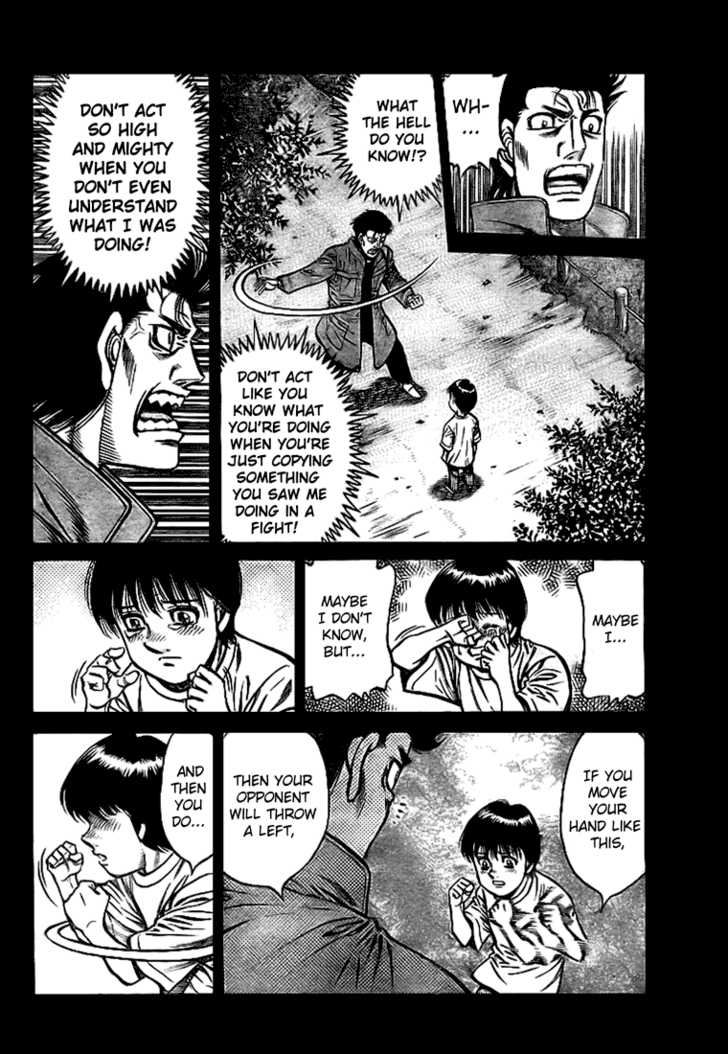 WH-
...
WHAT
THE HELL
DO YOU
KNOW!?
DON'T ACT
LIKE YOU
KNOW WHAT
YOU'RE DOING
WHEN YOU'RE
JUST COPYING
SOMETHING
YOU SAW ME
DOING IN A
FIGHT!
DON'T ACT
SO HIGH
AND MIGHTY
WHEN YOU
DON'T EVEN
UNDERSTAND
WHAT I WAS
DOING!
MAYBE
I...
MAYBE
I DON'T
KNOW,
BUT...
IF YOU
MOVE
YOUR
HAND LIKE
THIS,
THEN YOUR
OPPONENT
WILL THROW
A LEFT,
AND
THEN
YOU
DO...